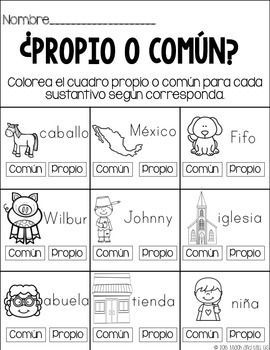 Nombre____________________
¿PROPIO O COMÚN?
Colorea el cuadro propio o común para cada
sustantivo según corresponda.
caballo
México
Fifo
Común Propio
Común Propio
Común Propio
Wilbur
Johnny
iglesia
Común Propio
Común Propio
Común Propio
abuela
tienda
niña
Común Propio
Común Propio
Común Propio